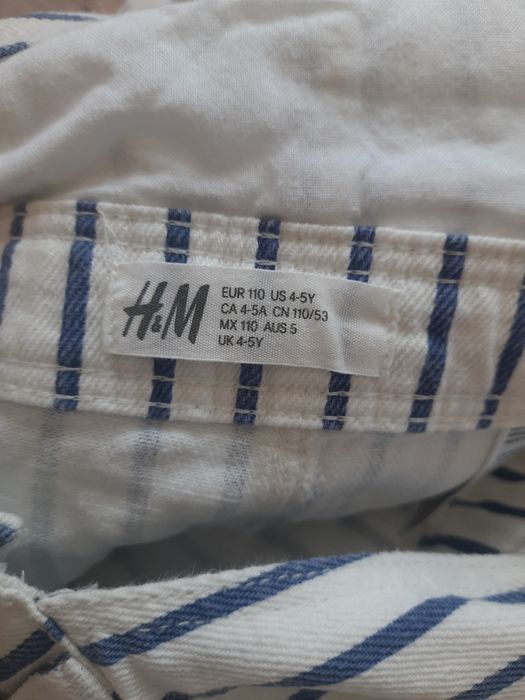 H&M
EUR 110 US 4-5Y
CA 4-5A CN 110/53
MX 110 AUS 5
UK 4-5Y